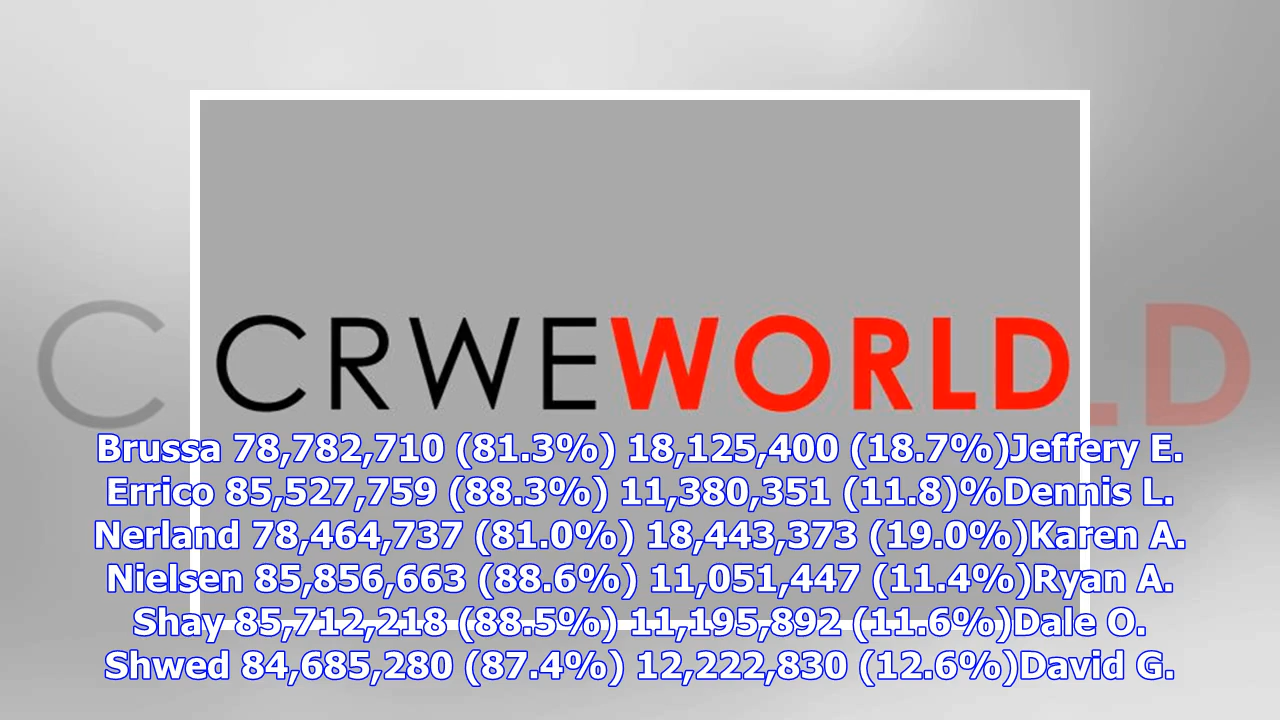 C CRWEWORLD D
Brussa 78,782,710 (81.3%) 18,125,400 (18.7%)Jeffery E.
Errico 85,527,759 (88.3%) 11,380,351 (11.8)%Dennis L.
Nerland 78,464,737 (81.0%) 18,443,373 (19.0%)Karen A.
Nielsen 85,856,663 (88.6%) 11,051,447 (11.4%)Ryan A.
Shay 85,712,218 (88.5%) 11,195,892 (11.6%)Dale O.
Shwed 84,685,280 (87.4%) 12,222,830 (12.6%)David G.